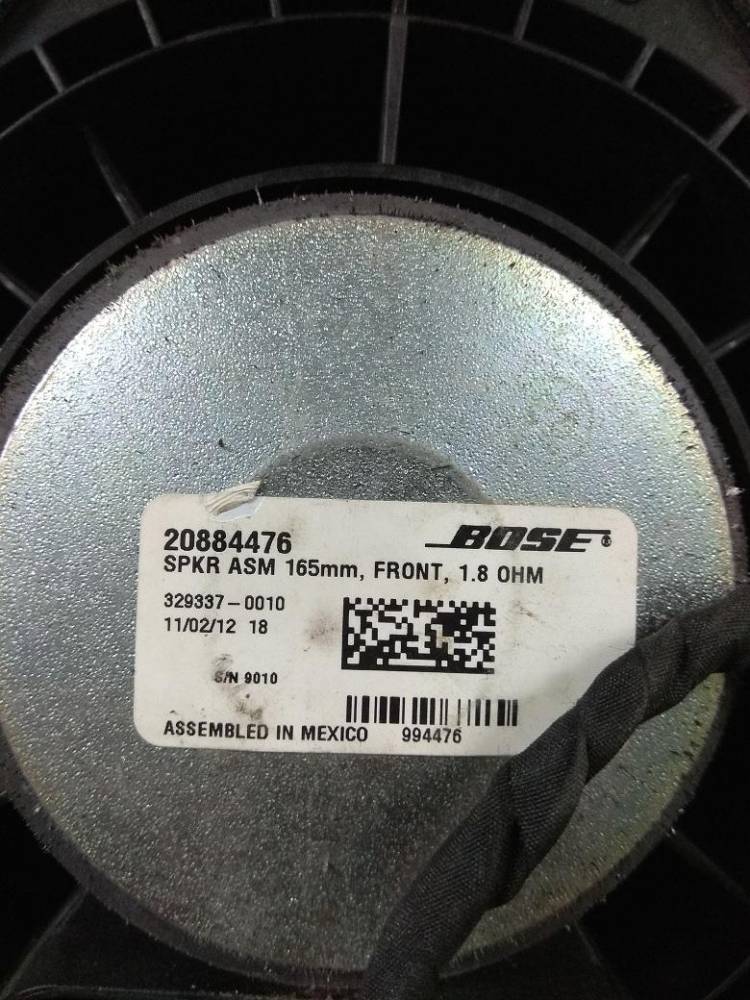 20884476 BOSE®
SPKR ASM 165mm, FRONT, 1.8 OHM
329337-0010
11/02/12 18
S/N 9010
ASSEMBLED IN MEXICO 994476